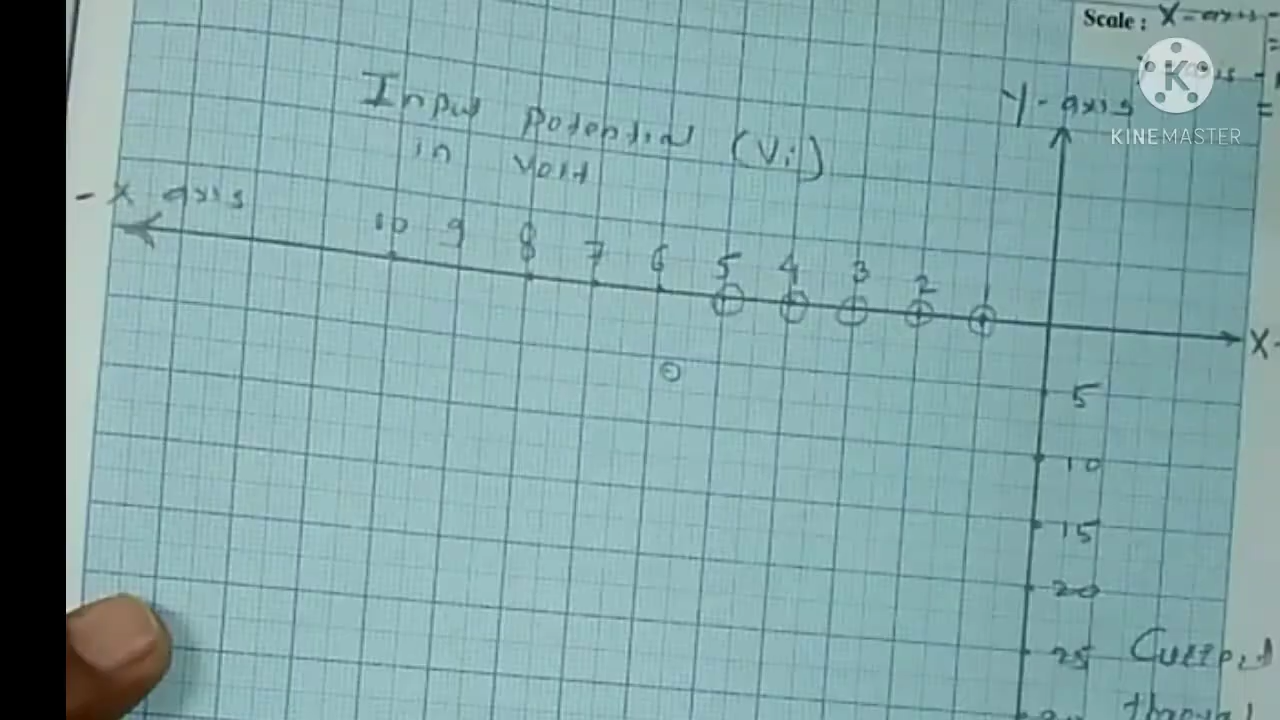 Scale : X - axis -
=
=
KINEMASTER
Y - axis
Input Potential (Vi)
in Volt
- X axis
10 9 8 7 6 5 4 3 2 1
X -
5
10
15
20
25